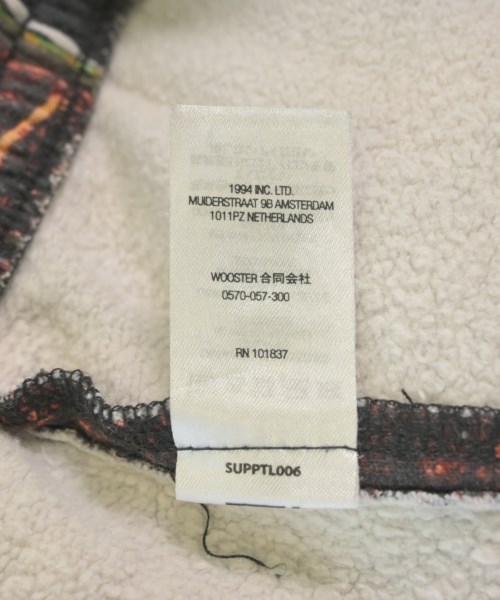 1994 INC. LTD.
MUIDERSTRAAT 9B AMSTERDAM
1011PZ NETHERLANDS
WOOSTER 合同会社
0570-057-300
RN 101837
SUPPTL006